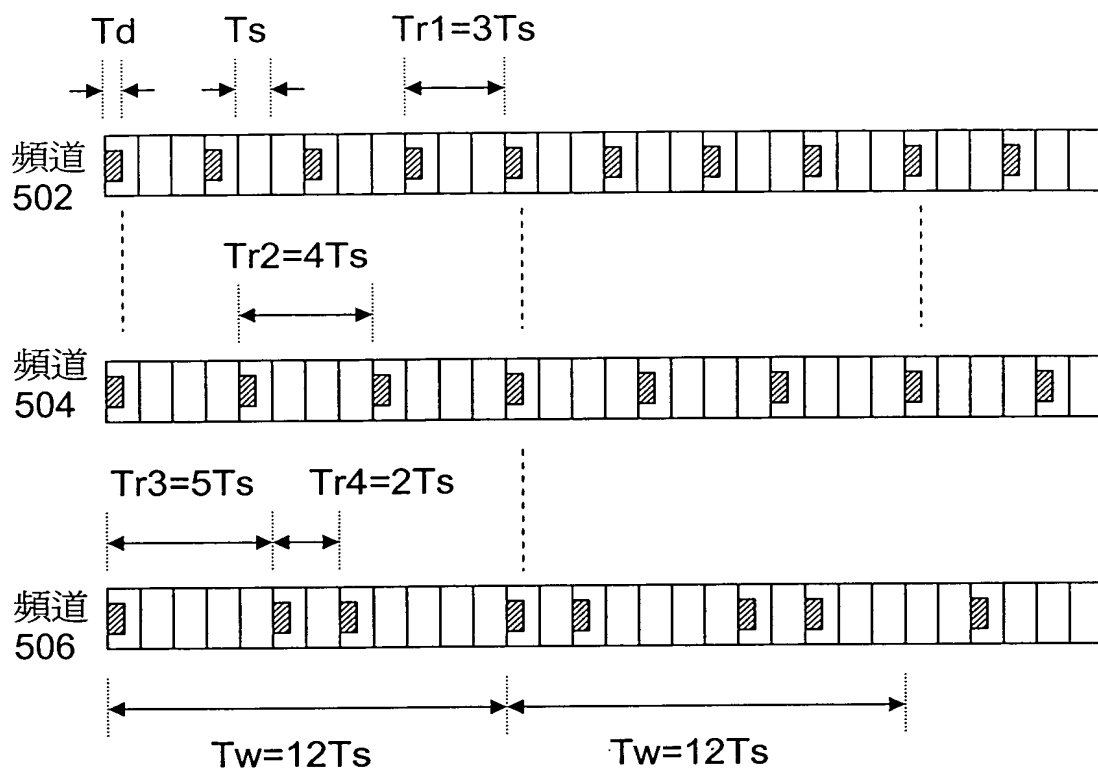 Td
Ts
Tr1=3Ts
頻道
502
Tr2=4Ts
頻道
504
Tr3=5Ts
Tr4=2Ts
頻道
506
Tw=12Ts
Tw=12Ts